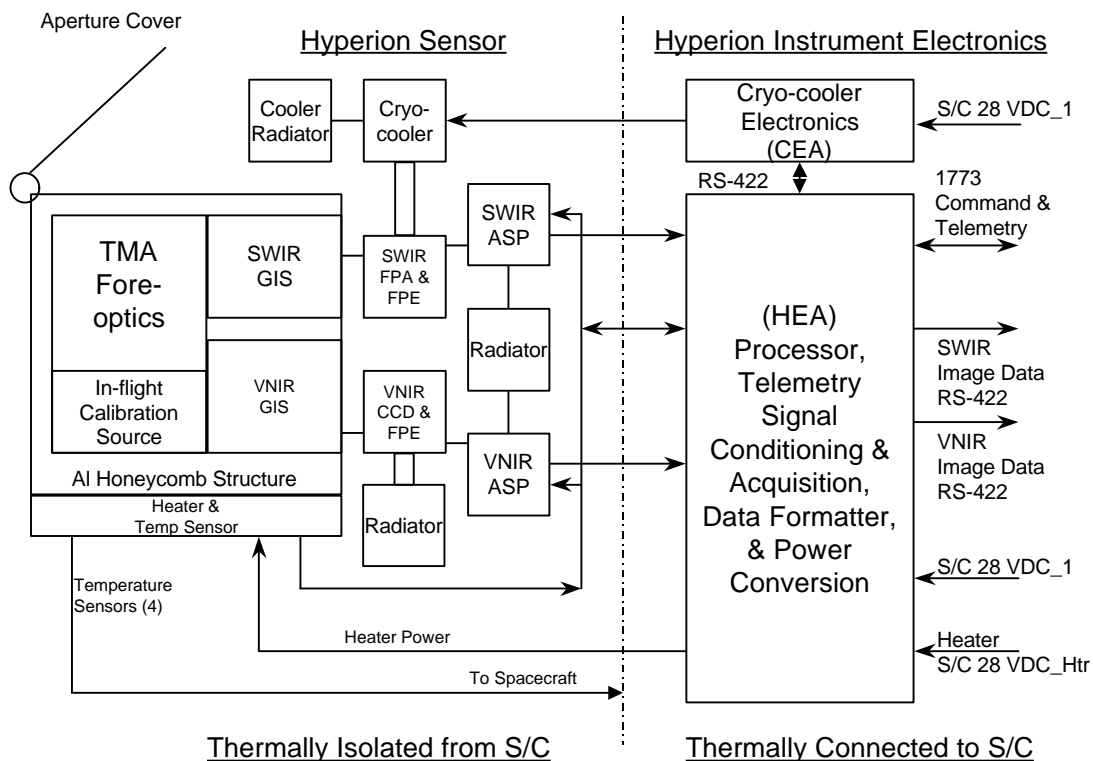 Aperture Cover
Hyperion Sensor
Hyperion Instrument Electronics
Cooler
Radiator
Cryo-
cooler
Cryo-cooler
Electronics
(CEA)
S/C 28 VDC_1
RS-422
1773
Command &
Telemetry
TMA
Fore-
optics
SWIR
GIS
SWIR
FPA &
FPE
SWIR
ASP
Radiator
In-flight
Calibration
Source
VNIR
GIS
VNIR
CCD &
FPE
VNIR
ASP
Radiator
Al Honeycomb Structure
Heater &
Temp Sensor
(HEA)
Processor,
Telemetry
Signal
Conditioning &
Acquisition,
Data Formatter,
& Power
Conversion
SWIR
Image Data
RS-422
VNIR
Image Data
RS-422
S/C 28 VDC_1
Heater
S/C 28 VDC_Htr
Temperature
Sensors (4)
Heater Power
To Spacecraft
Thermally Isolated from S/C
Thermally Connected to S/C